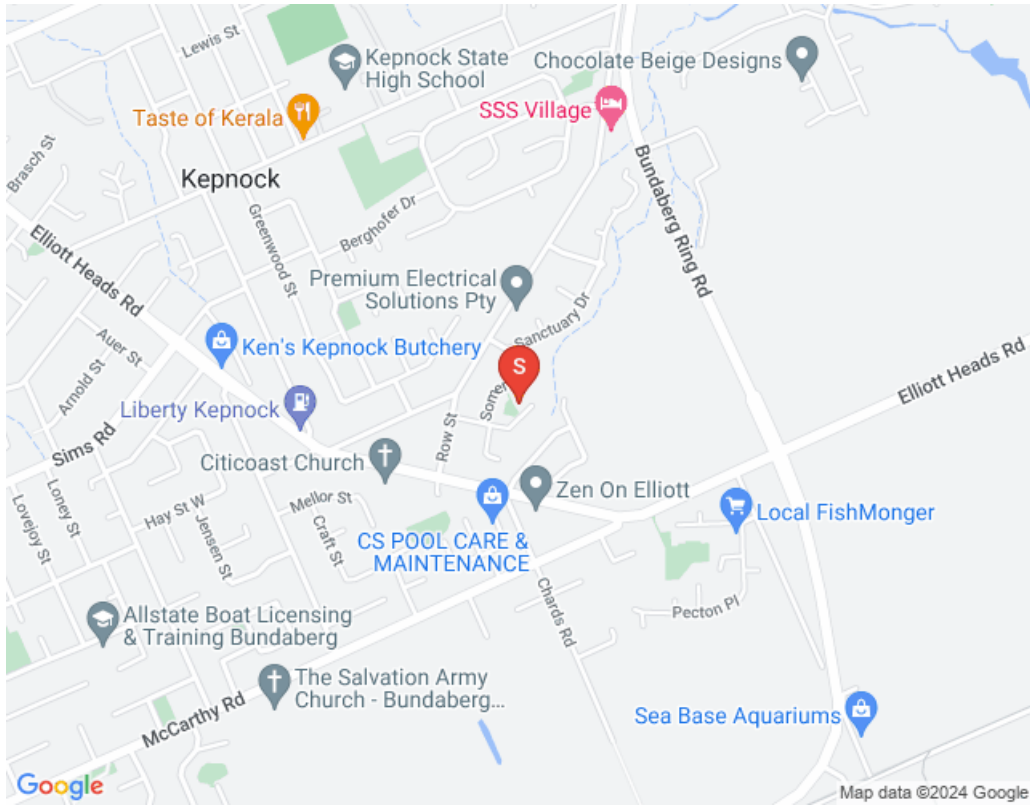 Lewis St
Kepnock State
High School
Chocolate Beige Designs
Taste of Kerala
SSS Village
Brasch St
Kepnock
Bundaberg Ring Rd
Greenwood St
Berghofer Dr
Elliott Heads Rd
Premium Electrical
Solutions Pty
Sanctuary Dr
Auer St
Ken's Kepnock Butchery
S
Elliott Heads Rd
Arnold St
Somer
Liberty Kepnock
Row St
Sims Rd
Citicoast Church
Zen On Elliott
Loney St
Lovejoy St
Hay St W
Mellor St
Local FishMonger
Jensen St
Craft St
CS POOL CARE &
MAINTENANCE
Chards Rd
Pecton Pl
Allstate Boat Licensing
& Training Bundaberg
The Salvation Army
Church - Bundaberg...
McCarthy Rd
Sea Base Aquariums
Google
Map data ©2024 Google